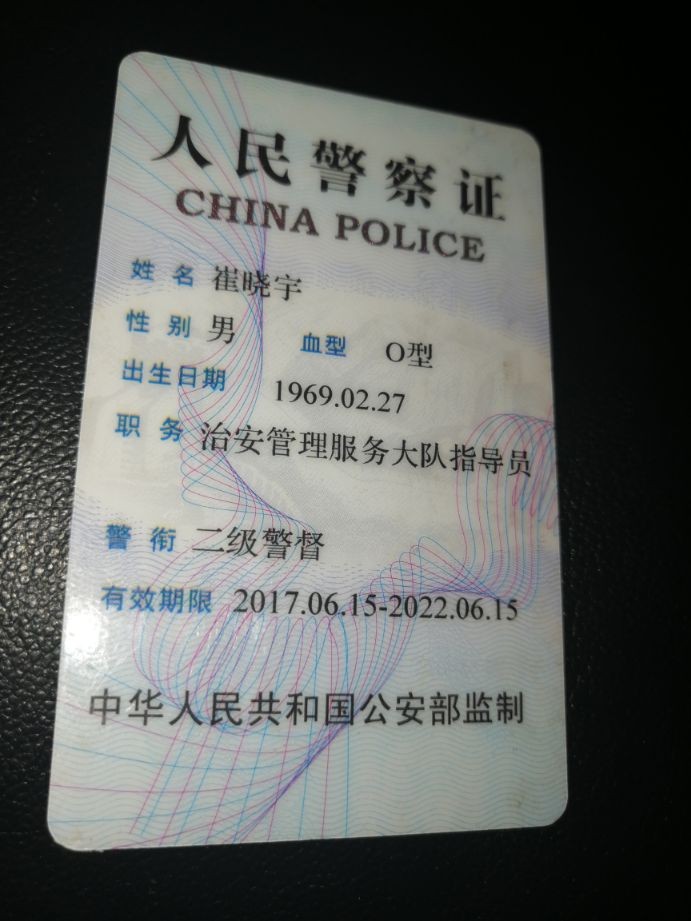 人民警察证
CHINA POLICE
姓名 崔晓宇
性别 男 血型 O型
出生日期 1969.02.27
职务 治安管理服务大队指导员
警衔 二级警督
有效期限 2017.06.15-2022.06.15
中华人民共和国公安部监制